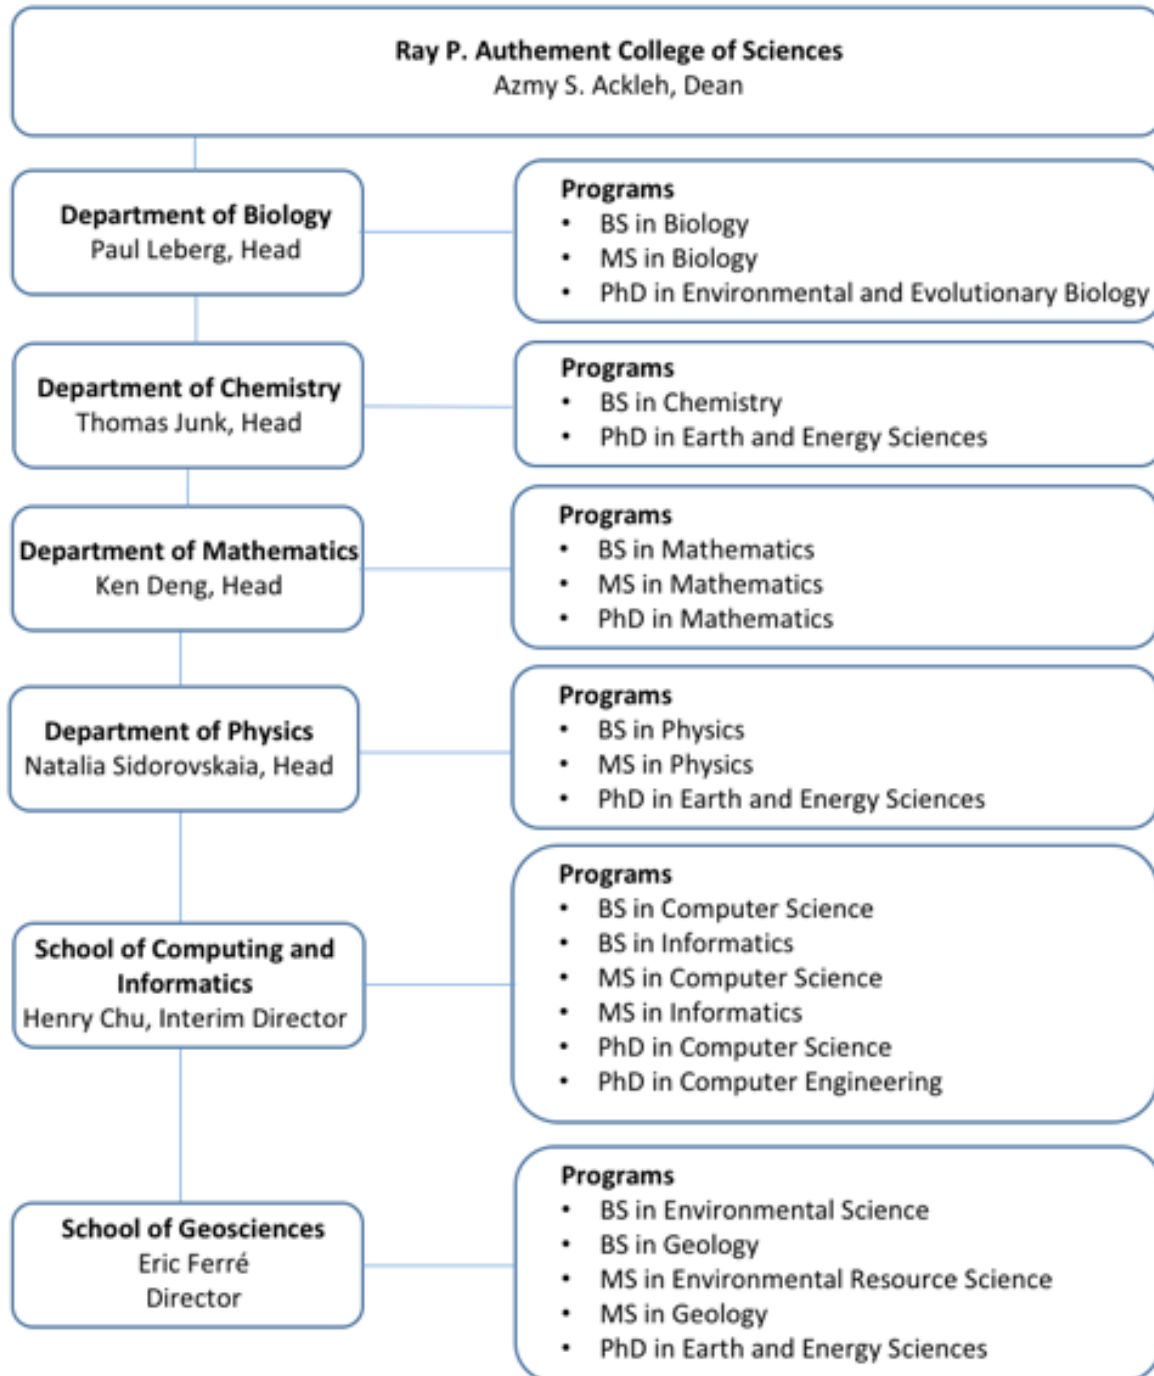 Ray P. Authement College of Sciences
Azmy S. Ackleh, Dean
Department of Biology
Paul Leberg, Head
Programs
• BS in Biology
• MS in Biology
• PhD in Environmental and Evolutionary Biology
Department of Chemistry
Thomas Junk, Head
Programs
• BS in Chemistry
• PhD in Earth and Energy Sciences
Department of Mathematics
Ken Deng, Head
Programs
• BS in Mathematics
• MS in Mathematics
• PhD in Mathematics
Department of Physics
Natalia Sidorovskaia, Head
Programs
• BS in Physics
• MS in Physics
• PhD in Earth and Energy Sciences
School of Computing and
Informatics
Henry Chu, Interim Director
Programs
• BS in Computer Science
• BS in Informatics
• MS in Computer Science
• MS in Informatics
• PhD in Computer Science
• PhD in Computer Engineering
School of Geosciences
Eric Ferré
Director
Programs
• BS in Environmental Science
• BS in Geology
• MS in Environmental Resource Science
• MS in Geology
• PhD in Earth and Energy Sciences